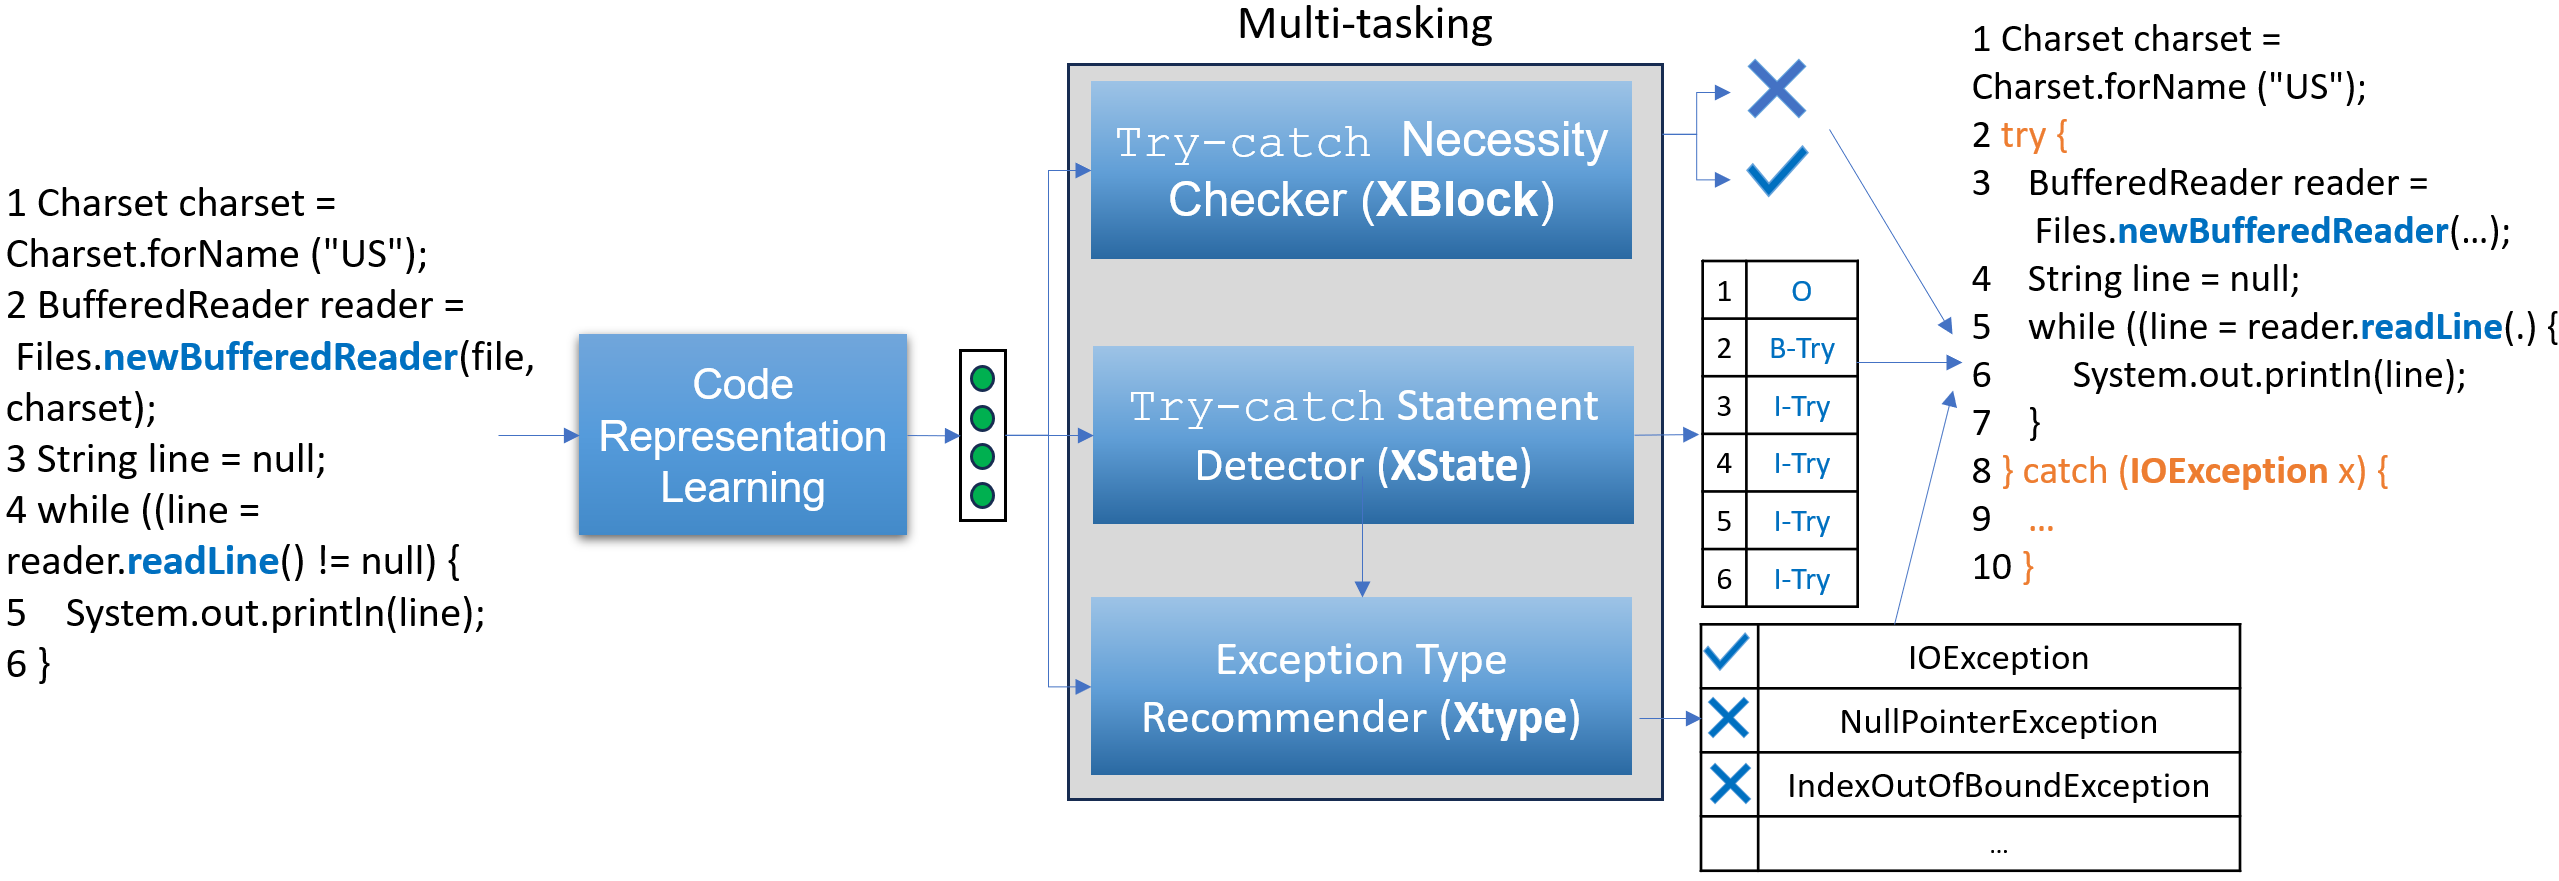 Multi-tasking
1 Charset charset =
Charset.forName ("US");
2 BufferedReader reader =
Files.newBufferedReader(file,
charset);
3 String line = null;
4 while ((line =
reader.readLine() != null) {
5 System.out.println(line);
6 }
Code
Representation
Learning
Try-catch Necessity
Checker (XBlock)
Try-catch Statement
Detector (XState)
Exception Type
Recommender (Xtype)
1 O
2 B-Try
3 I-Try
4 I-Try
5 I-Try
6 I-Try
IOException
NullPointerException
IndexOutOfBoundException
...
1 Charset charset =
Charset.forName ("US");
2 try {
3 BufferedReader reader =
Files.newBufferedReader(...);
4 String line = null;
5 while ((line = reader.readLine(.) {
6 System.out.println(line);
7 }
8 } catch (IOException x) {
9 ...
10 }